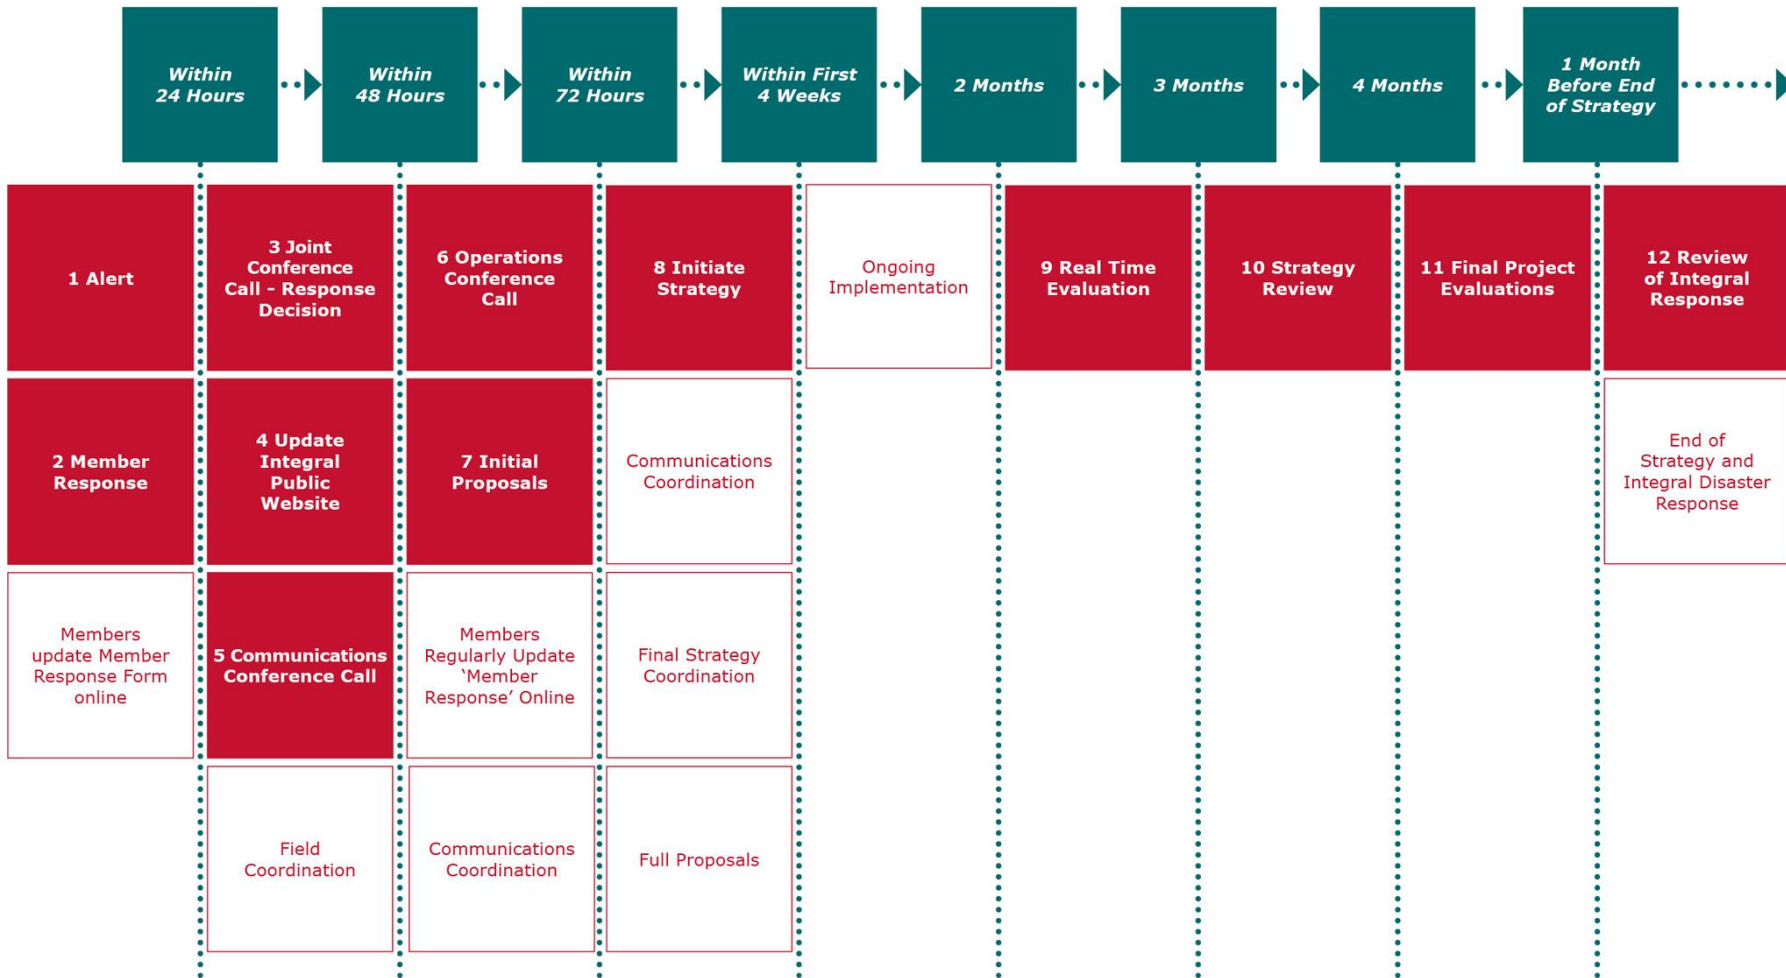 Within
24 Hours
Within
48 Hours
Within
72 Hours
Within First
4 Weeks
2 Months
3 Months
4 Months
1 Month
Before End
of Strategy
1 Alert
3 Joint
Conference
Call – Response
Decision
6 Operations
Conference
Call
8 Initiate
Strategy
Ongoing
Implementation
9 Real Time
Evaluation
10 Strategy
Review
11 Final Project
Evaluations
12 Review
of Integral
Response
2 Member
Response
4 Update
Integral
Public
Website
7 Initial
Proposals
Communications
Coordination
End of
Strategy and
Integral Disaster
Response
Members
update Member
Response Form
online
5 Communications
Conference Call
Members
Regularly Update
‘Member
Response’ Online
Final Strategy
Coordination
Field
Coordination
Communications
Coordination
Full Proposals